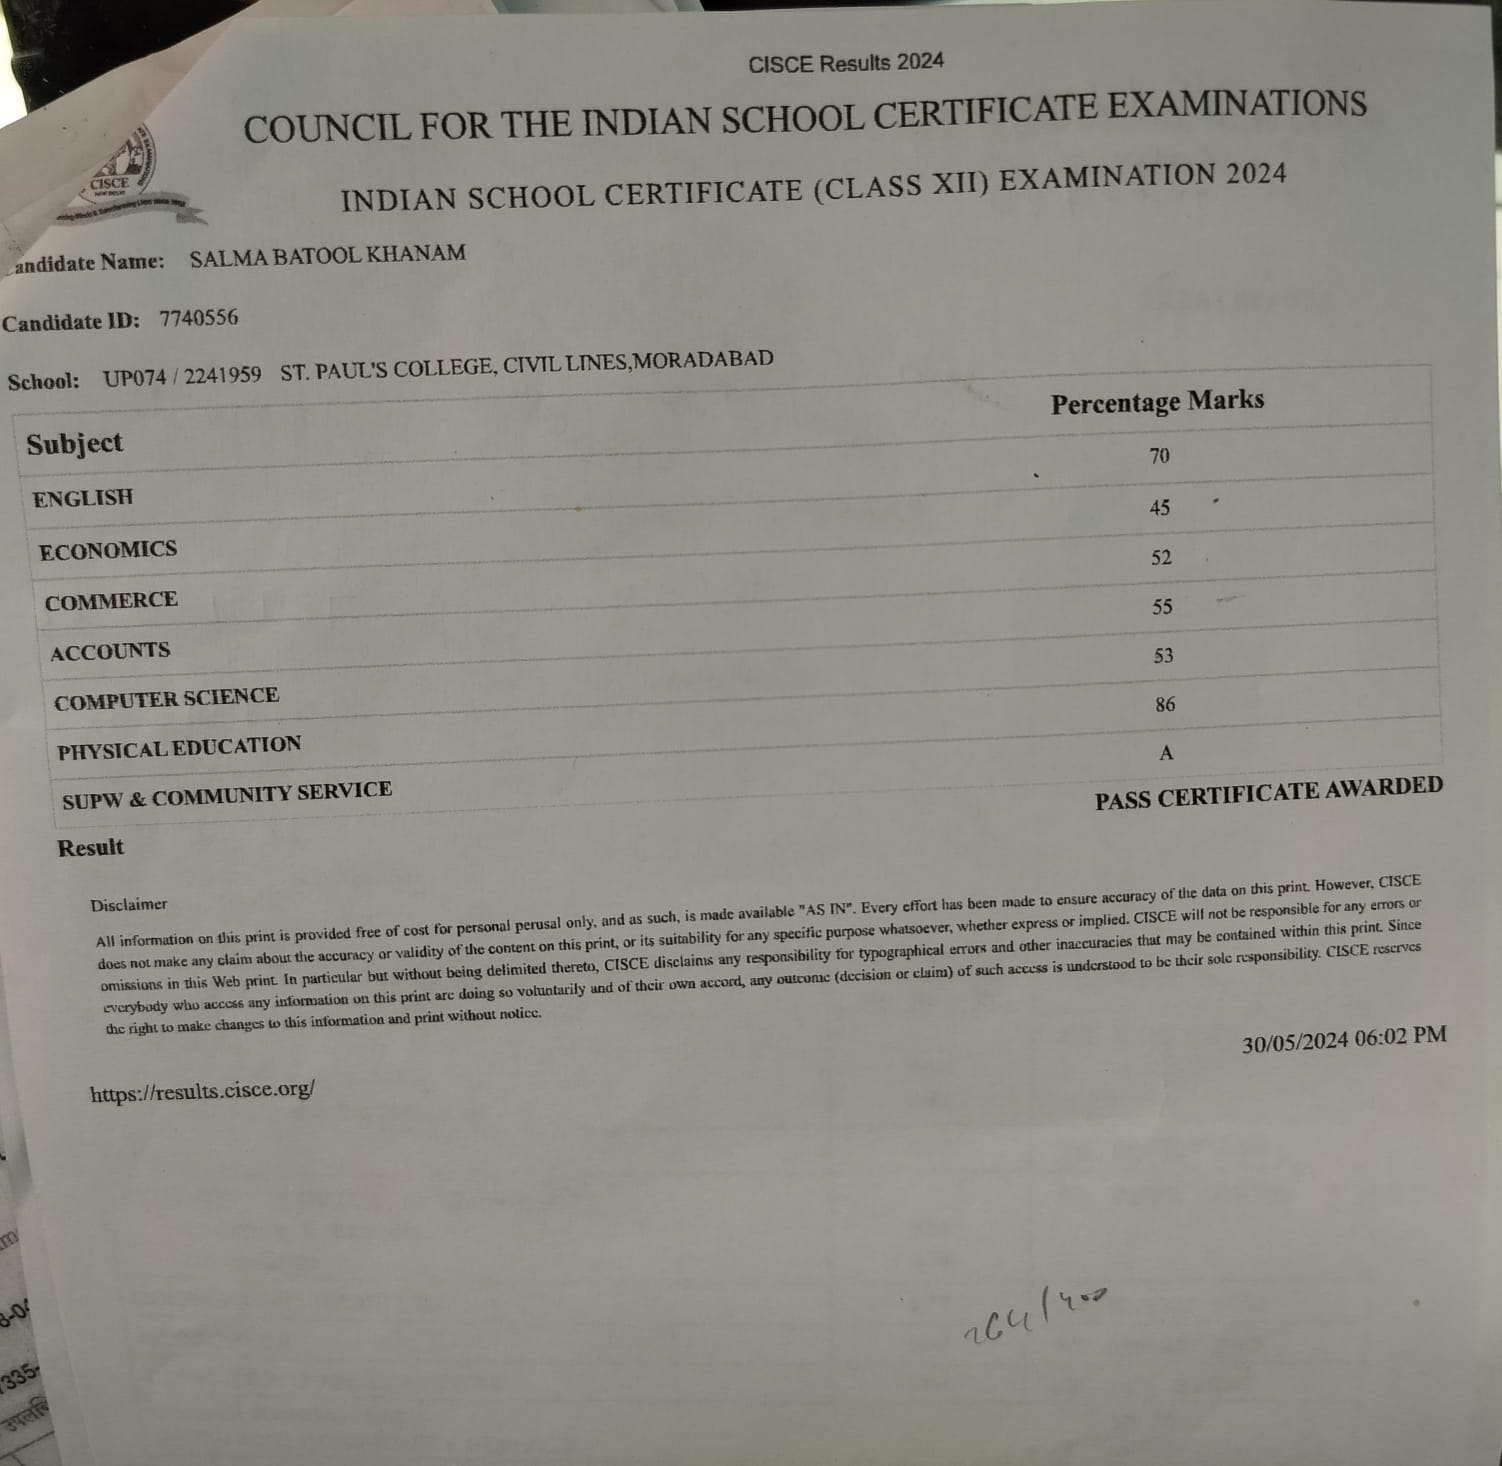 CISCE Results 2024
COUNCIL FOR THE INDIAN SCHOOL CERTIFICATE EXAMINATIONS
INDIAN SCHOOL CERTIFICATE (CLASS XII) EXAMINATION 2024
CISCE
andidate Name: SALMA BATOOL KHANAM
Candidate ID: 7740556
School: UP074 / 2241959 ST. PAUL'S COLLEGE, CIVIL LINES,MORADABAD
Subject Percentage Marks
ENGLISH 70
ECONOMICS 45
COMMERCE 52
ACCOUNTS 55
COMPUTER SCIENCE 53
PHYSICAL EDUCATION 86
SUPW & COMMUNITY SERVICE A
Result PASS CERTIFICATE AWARDED
Disclaimer
All information on this print is provided free of cost for personal perusal only, and as such, is made available "AS IN". Every effort has been made to ensure accuracy of the data on this print. However, CISCE
does not make any claim about the accuracy or validity of the content on this print, or its suitability for any specific purpose whatsoever, whether express or implied. CISCE will not be responsible for any errors or
omissions in this Web print. In particular but without being delimited thereto, CISCE disclaims any responsibility for typographical errors and other inaccuracies that may be contained within this print. Since
everybody who access any information on this print are doing so voluntarily and of their own accord, any outcome (decision or claim) of such access is understood to be their sole responsibility. CISCE reserves
the right to make changes to this information and print without notice.
30/05/2024 06:02 PM
https://results.cisce.org/
264/400
335-